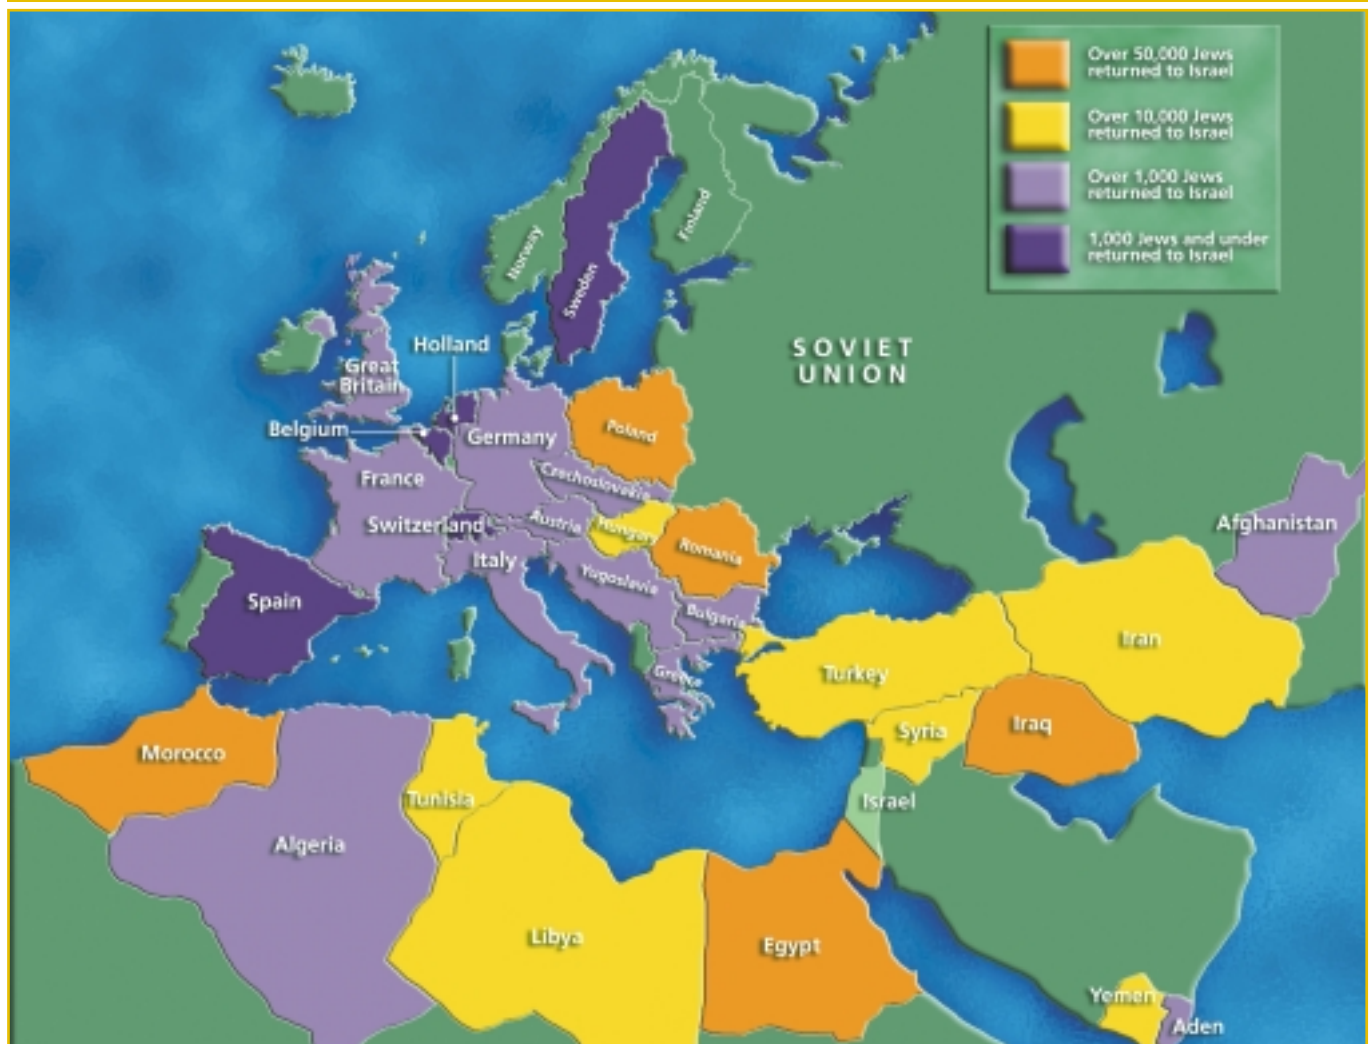 Over 50,000 Jews
returned to Israel
Over 10,000 Jews
returned to Israel
Over 1,000 Jews
returned to Israel
1,000 Jews and under
returned to Israel
Norway
Sweden
Finland
SOVIET
UNION
Holland
Great
Britain
Belgium
Germany
Poland
France
Czechoslovakia
Switzerland
Austria
Hungary
Romania
Italy
Yugoslavia
Bulgaria
Spain
Greece
Afghanistan
Turkey
Iran
Syria
Iraq
Morocco
Tunisia
Israel
Algeria
Libya
Egypt
Yemen
Aden